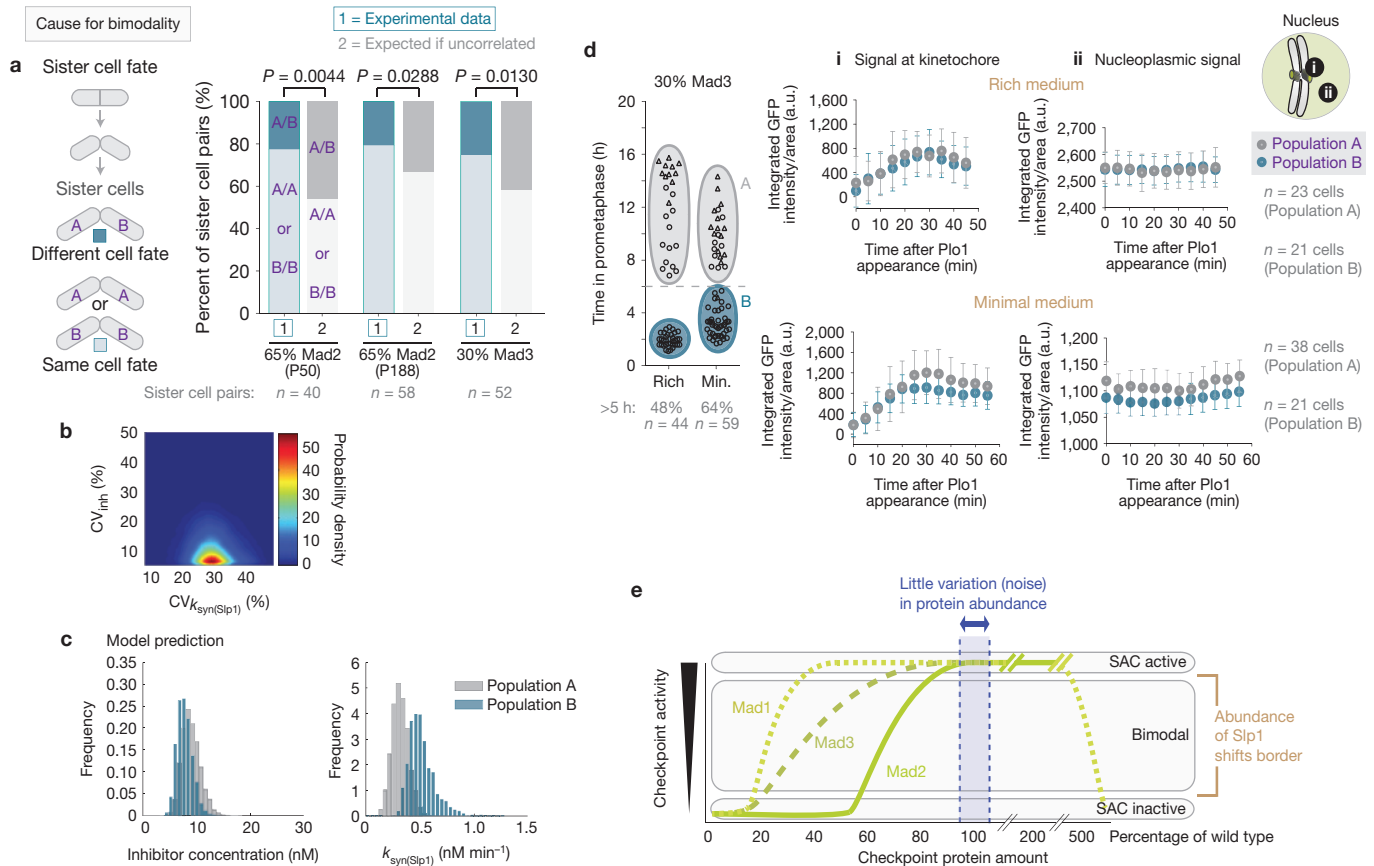 Cause for bimodality
1 = Experimental data
2 = Expected if uncorrelated
a
Sister cell fate
Sister cells
A
B
Different cell fate
A
A
or
B
B
Same cell fate
P = 0.0044
P = 0.0288
P = 0.0130
Percent of sister cell pairs (%)
100
80
60
40
20
0
A/B
A/A
or
B/B
A/B
A/A
or
B/B
1
2
1
2
1
2
65% Mad2
(P50)
65% Mad2
(P188)
30% Mad3
Sister cell pairs:
n = 40
n = 58
n = 52
b
CVinh (%)
50
40
30
20
10
10
20
30
40
CVksyn(Slp1) (%)
50
40
30
20
10
0
Probability density
c
Model prediction
Frequency
0.35
0.30
0.25
0.20
0.15
0.10
0.05
0
0
10
20
30
Inhibitor concentration (nM)
Frequency
6
5
4
3
2
1
0
0
0.5
1.0
1.5
ksyn(Slp1) (nM min–1)
Population A
Population B
d
30% Mad3
Time in prometaphase (h)
20
16
12
8
4
0
A
B
Rich
Min.
>5 h:
48%
64%
n = 44
n = 59
i
Signal at kinetochore
ii
Nucleoplasmic signal
Rich medium
Integrated GFP
intensity/area (a.u.)
1,600
1,200
800
400
0
0
10
20
30
40
50
Time after Plo1
appearance (min)
Integrated GFP
intensity/area (a.u.)
2,700
2,600
2,500
2,400
0
10
20
30
40
50
Time after Plo1
appearance (min)
Nucleus
i
ii
Population A
Population B
n = 23 cells
(Population A)
n = 21 cells
(Population B)
Minimal medium
Integrated GFP
intensity/area (a.u.)
2,000
1,600
1,200
800
400
0
0
10
20
30
40
50
60
Time after Plo1
appearance (min)
Integrated GFP
intensity/area (a.u.)
1,200
1,150
1,100
1,050
1,000
0
10
20
30
40
50
60
Time after Plo1
appearance (min)
n = 38 cells
(Population A)
n = 21 cells
(Population B)
e
Little variation (noise)
in protein abundance
Checkpoint activity
SAC active
Bimodal
SAC inactive
Mad1
Mad3
Mad2
Abundance
of Slp1
shifts border
0
20
40
60
80
100
200
500
Percentage of wild type
Checkpoint protein amount